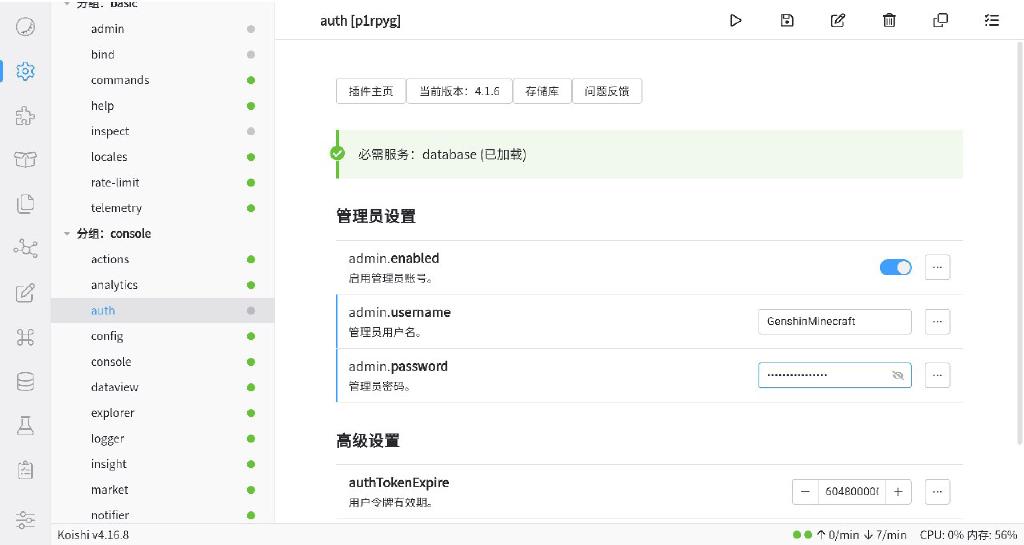 分组：basic
auth [p1rpyg]
admin
bind
commands
help
inspect
locales
rate-limit
telemetry
分组：console
actions
analytics
auth
config
console
dataview
explorer
logger
insight
market
notifier
插件主页 当前版本：4.1.6 存储库 问题反馈
必需服务：database (已加载)
管理员设置
admin.enabled
启用管理员账号。
admin.username
管理员用户名。
GenshinMinecraft
admin.password
管理员密码。
••••••••••••••••
高级设置
authTokenExpire
用户令牌有效期。
60480000
Koishi v4.16.8
↑ 0/min ↓ 7/min CPU: 0% 内存: 56%